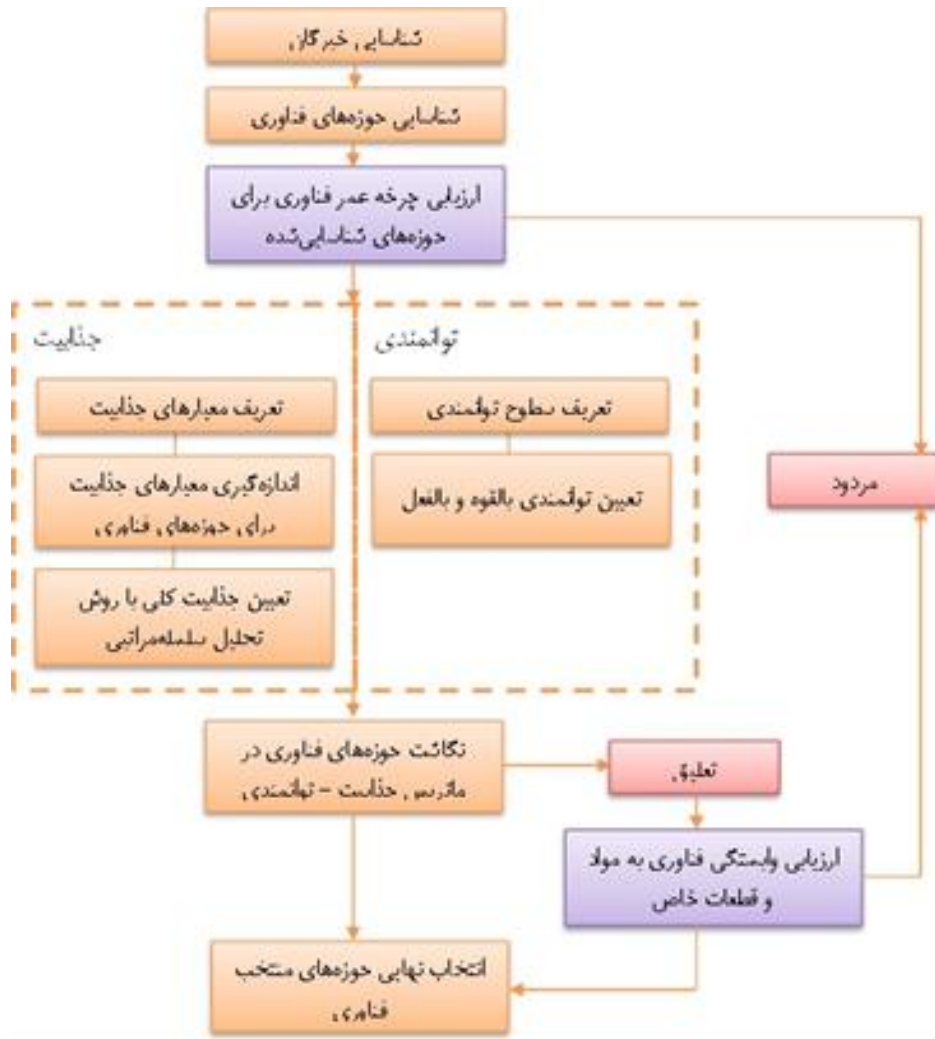 شناسایی خبرگان
شناسایی حوزه‌های فناوری
ارزیابی چرخه عمر فناوری برای
حوزه‌های شناسایی‌شده
توانمندی
جذابیت
تعریف سطوح توانمندی
تعریف معیارهای جذابیت
تعیین توانمندی بالقوه و بالفعل
اندازه‌گیری معیارهای جذابیت
برای حوزه‌های فناوری
تعیین جذابیت کلی با روش
تحلیل سلسله‌مراتبی
مردود
نگاشت حوزه‌های فناوری در
ماتریس جذابیت – توانمندی
تعلیق
ارزیابی وابستگی فناوری به مواد
و قطعات خاص
انتخاب نهایی حوزه‌های منتخب
فناوری